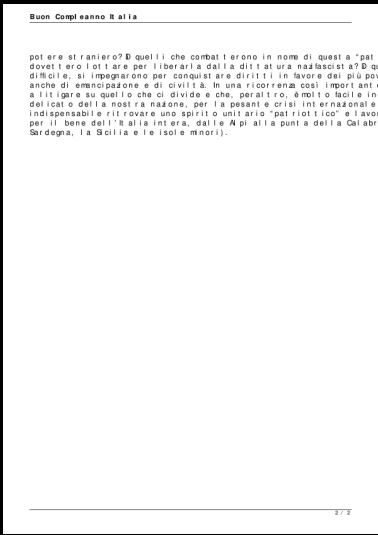 Buon Compleanno Italia
potere straniero? Di quelli che combatterono in nome di questa "pat
dovettero lottare per liberarla dalla dittatura nazifascista? Di qu
difficile, si impegnarono per conquistare diritti in favore dei più pov
anche di emancipazione e di civiltà. In una ricorrenza così important
a litigare su quello che ci divide e che, peraltro, è molto facile in
delicato della nostra nazione, per la pesante crisi internazionale
indispensabile ritrovare uno spirito unitario "patriottico" e lavo
per il bene dell'Italia intera, dalle Alpi alla punta della Calabr
Sardegna, la Sicilia e le isole minori).
2 / 2